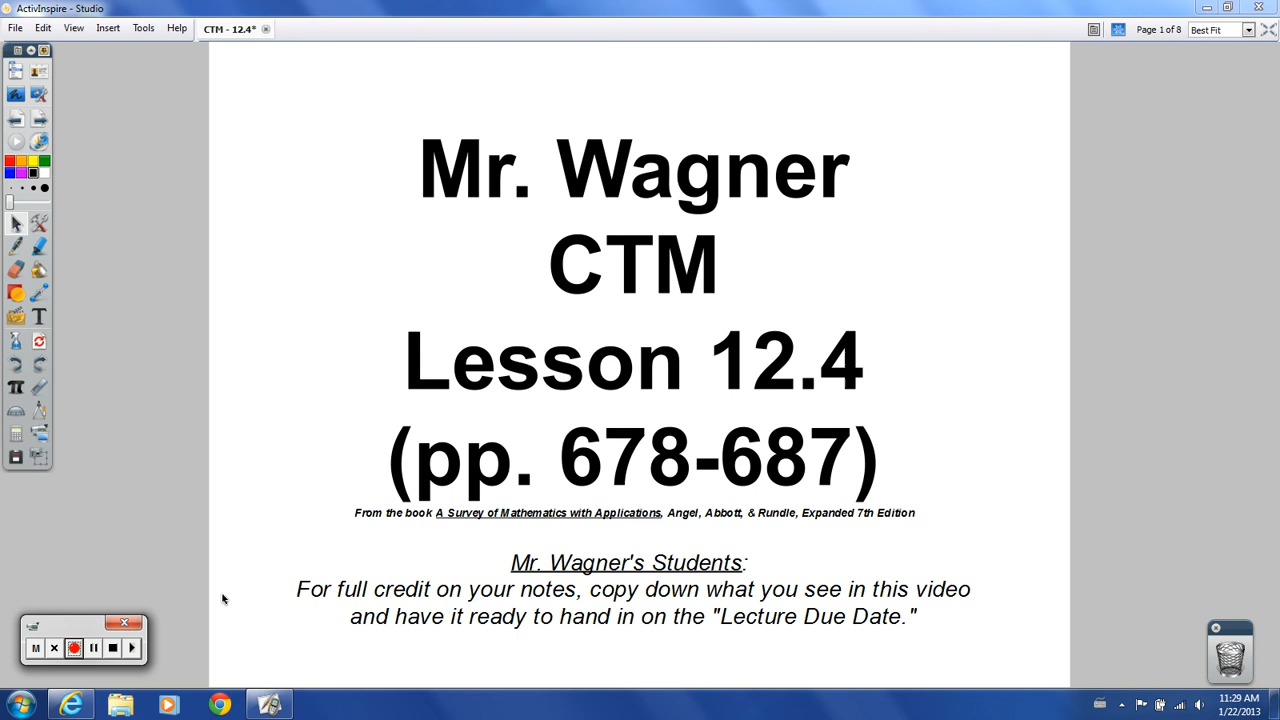 ActivInspire - Studio
File Edit View Insert Tools Help
CTM - 12.4*
Page 1 of 8
Best Fit
Mr. Wagner
CTM
Lesson 12.4
(pp. 678-687)
From the book A Survey of Mathematics with Applications, Angel, Abbott, & Rundle, Expanded 7th Edition
Mr. Wagner's Students:
For full credit on your notes, copy down what you see in this video
and have it ready to hand in on the "Lecture Due Date."
M
11:29 AM
1/22/2013